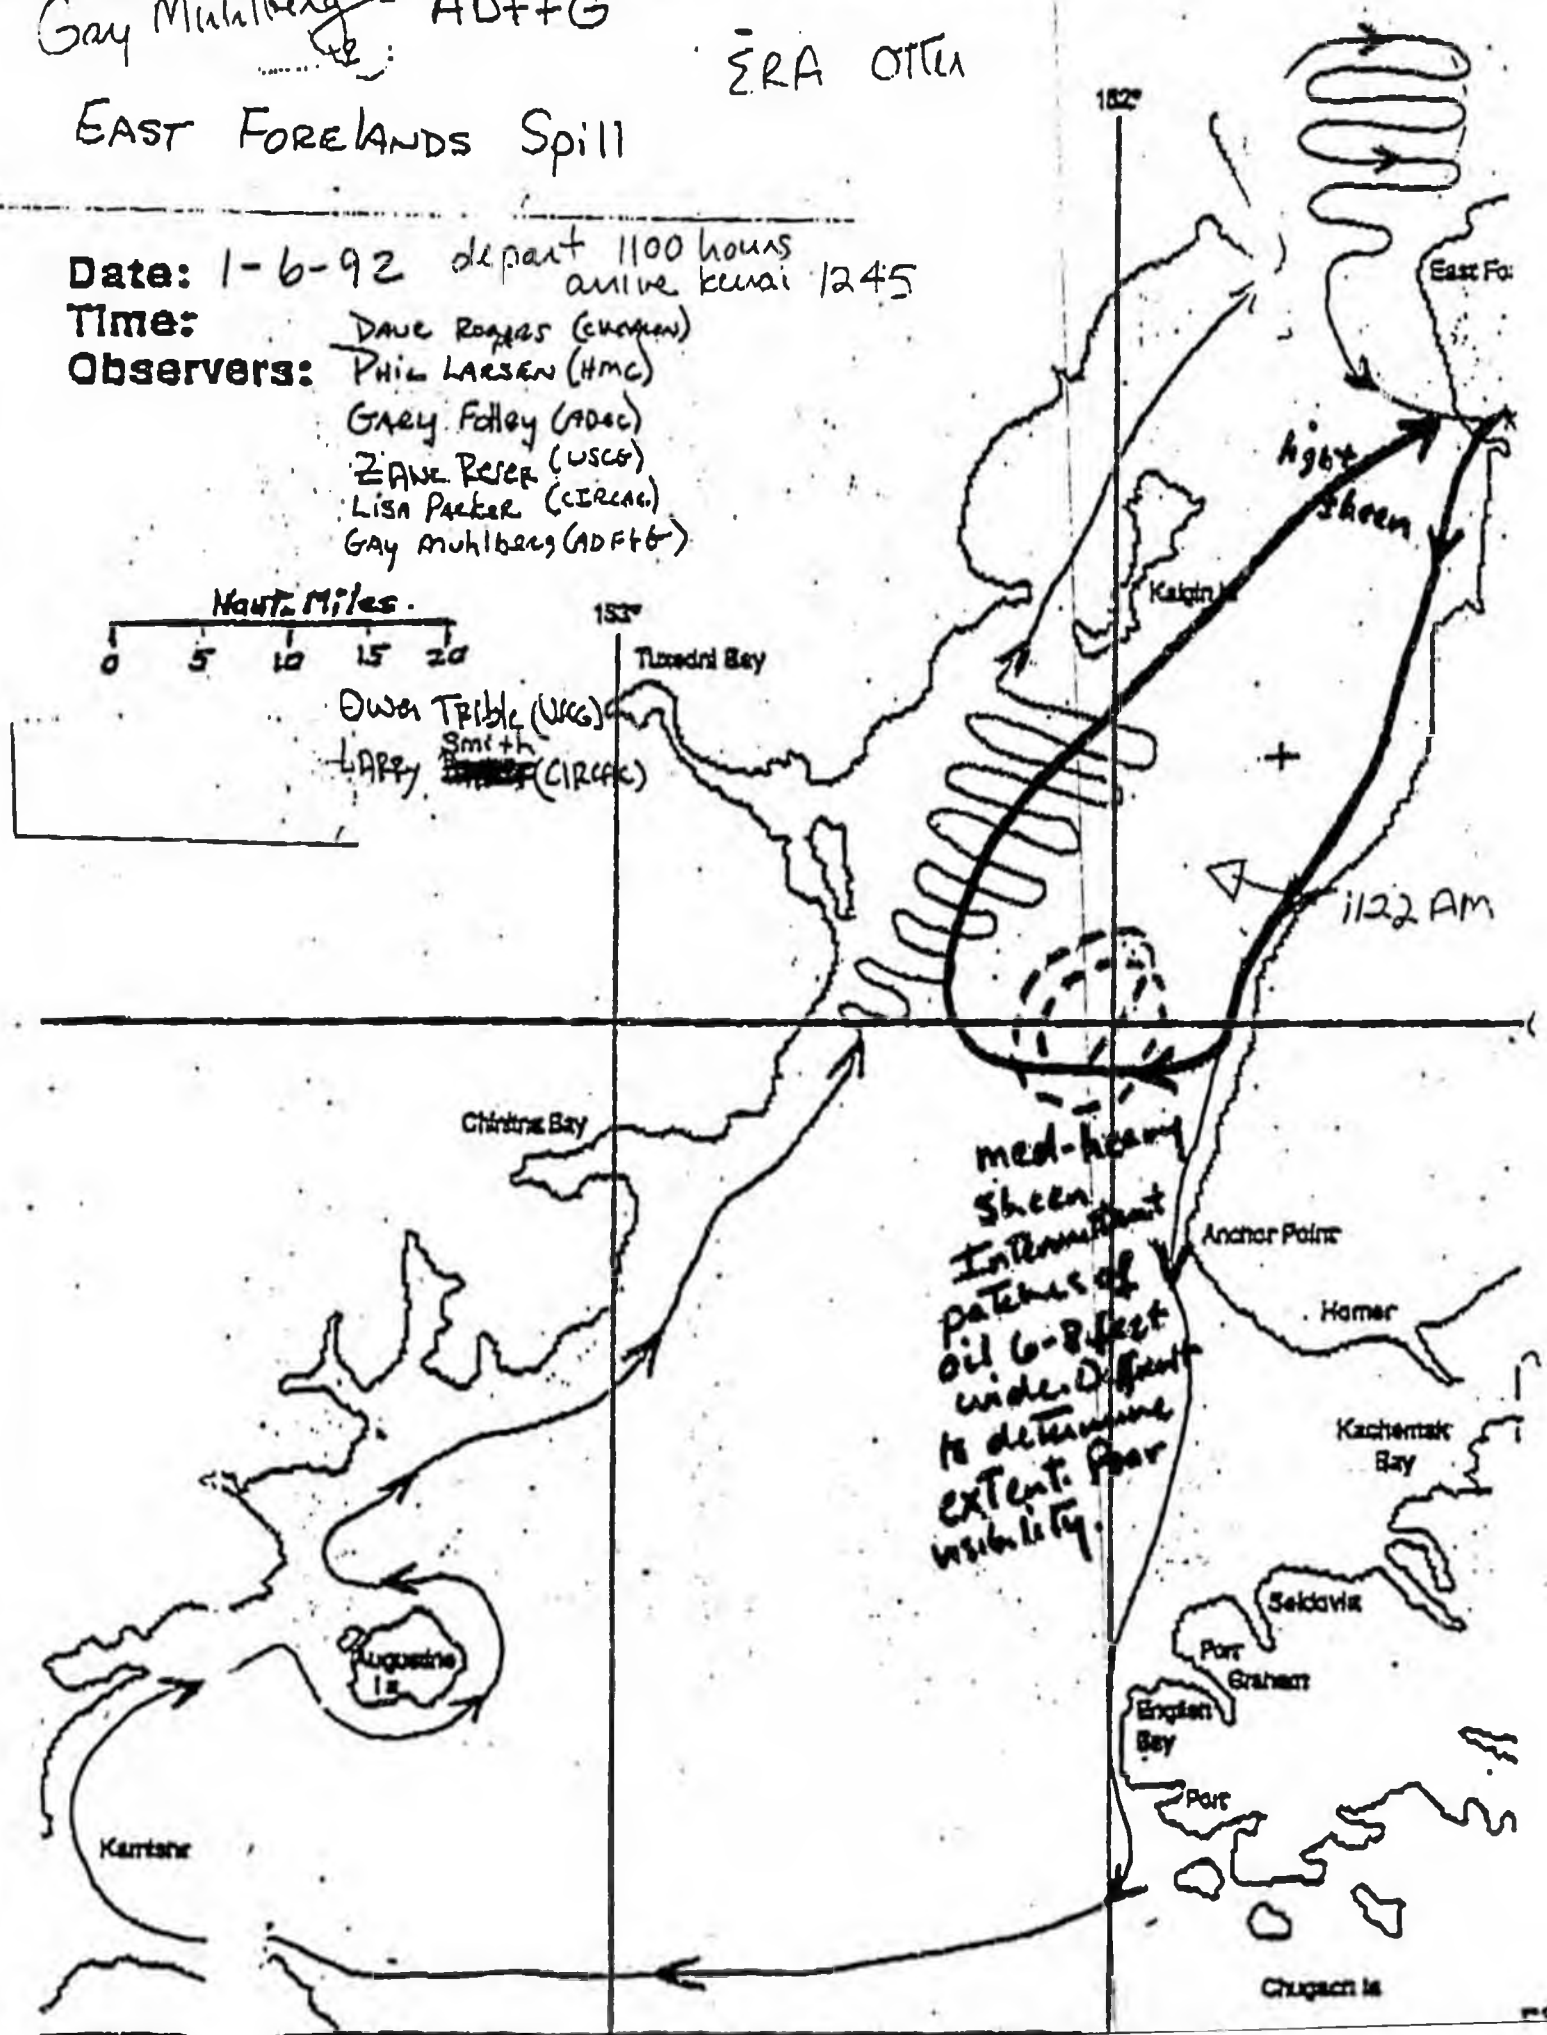 Gay Muhlberg - ADF+G
ERA Otter
EAST FORELANDS Spill
Date: 1-6-92 depart 1100 hours
arrive kenai 1245
Time:
Observers:
Dave Rogers
Phil LARSEN (HMC)
GARY Folley (ADEC)
ZANE Reser (USCG)
LISA PARKER (CIRCAC)
GAy Muhlberg (ADF+G)
Naut. Miles.
0 5 10 15 20
Owen Trible (USCG)
LARRY Smith (CIRCAC)
152°
153°
East Fo
light
sheen
Kalgin Is
Tuxedni Bay
1122 AM
Chinitna Bay
med-heavy
sheen
Intermittent
patches of
oil 6-8 feet
wide. Difficult
to determine
extent. Poor
visibility.
Anchor Point
Homer
Kachemak
Bay
Seldovia
Port
Graham
English
Bay
Port
Augustine
Is
Kamishk
Chugach Is